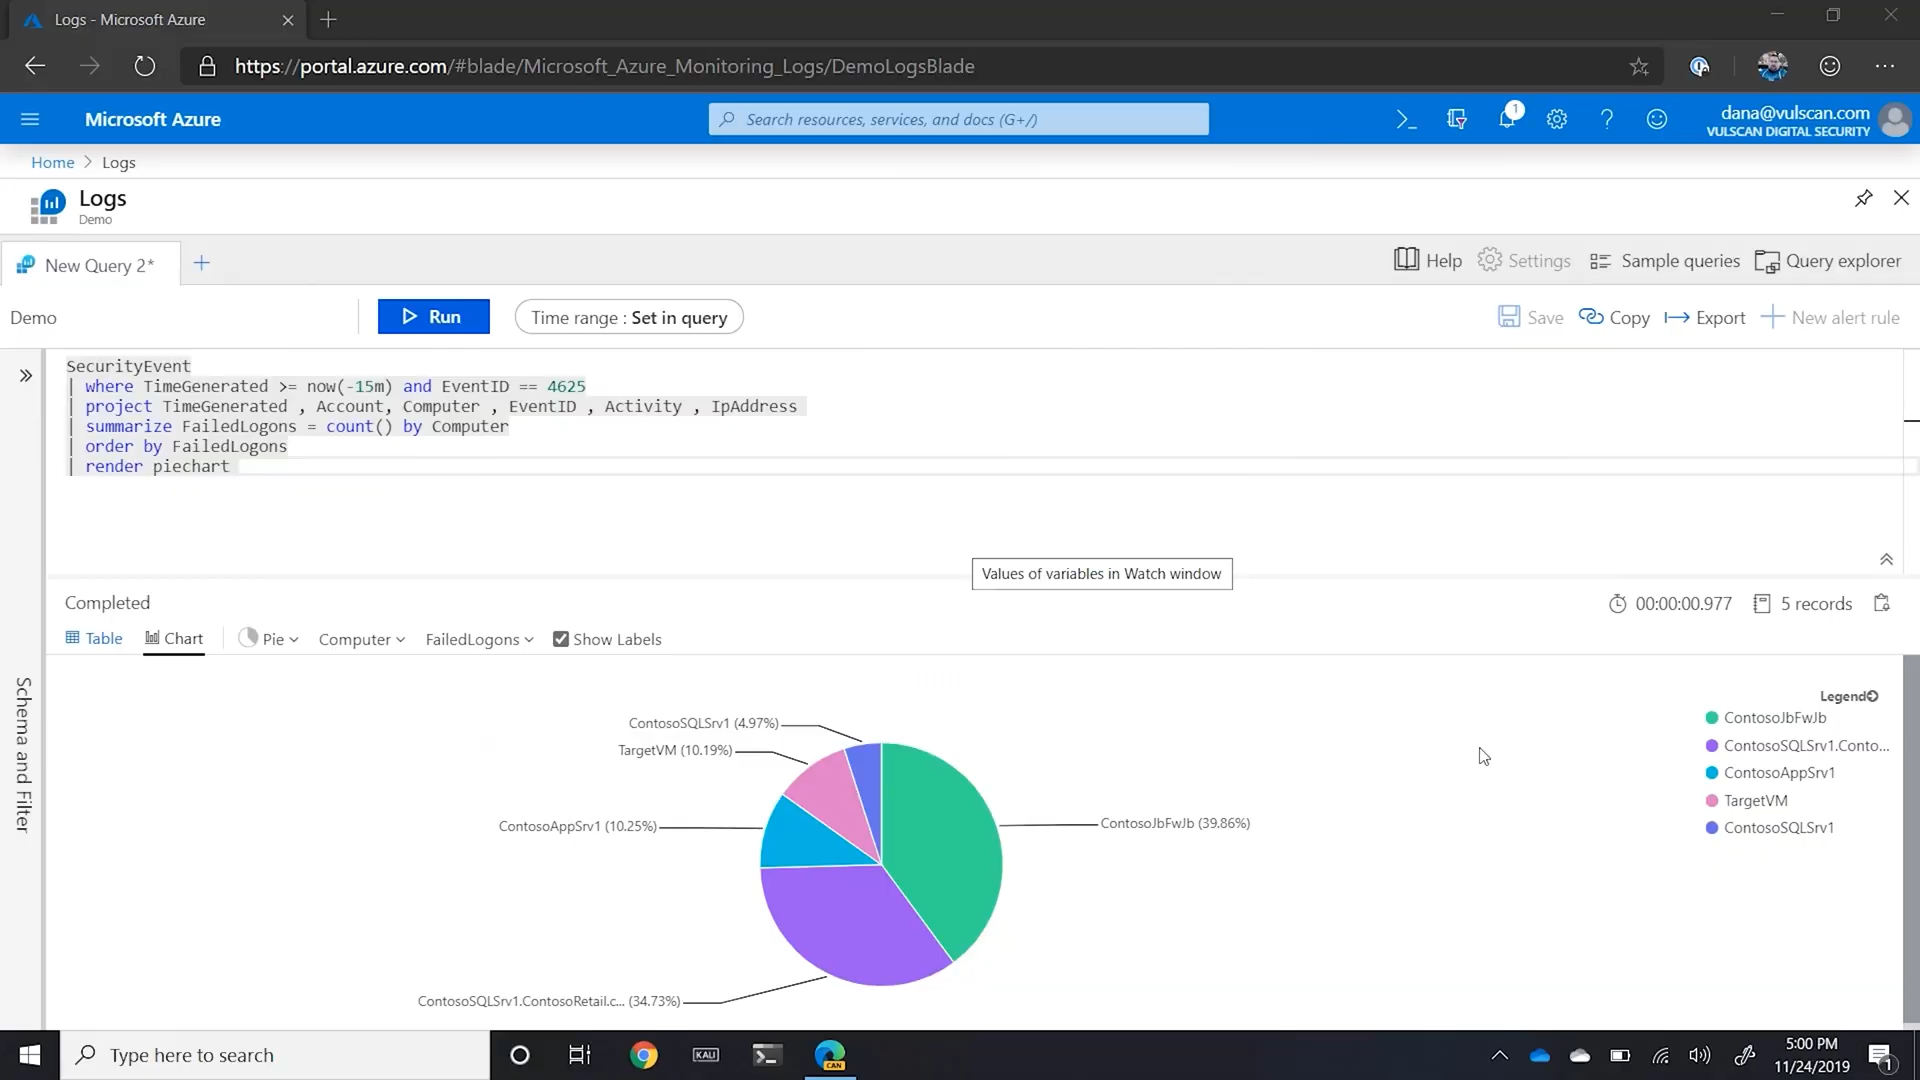 Logs - Microsoft Azure
https://portal.azure.com/#blade/Microsoft_Azure_Monitoring_Logs/DemoLogsBlade
Microsoft Azure
Search resources, services, and docs (G+/)
>_
1
?
dana@vulscan.com
VULSCAN DIGITAL SECURITY
Home > Logs
Logs
Demo
New Query 2*
Help
Settings
Sample queries
Query explorer
Demo
Run
Time range : Set in query
Save
Copy
Export
New alert rule
SecurityEvent
| where TimeGenerated >= now(-15m) and EventID == 4625
| project TimeGenerated , Account, Computer , EventID , Activity , IpAddress
| summarize FailedLogons = count() by Computer
| order by FailedLogons
| render piechart
Values of variables in Watch window
Completed
00:00:00.977
5 records
Table
Chart
Pie
Computer
FailedLogons
Show Labels
Schema and Filter
Legend
ContosoJbFwJb
ContosoSQLSrv1.Conto...
ContosoAppSrv1
TargetVM
ContosoSQLSrv1
ContosoSQLSrv1 (4.97%)
TargetVM (10.19%)
ContosoAppSrv1 (10.25%)
ContosoJbFwJb (39.86%)
ContosoSQLSrv1.ContosoRetail.c... (34.73%)
Type here to search
KALI
CAN
5:00 PM
11/24/2019
1